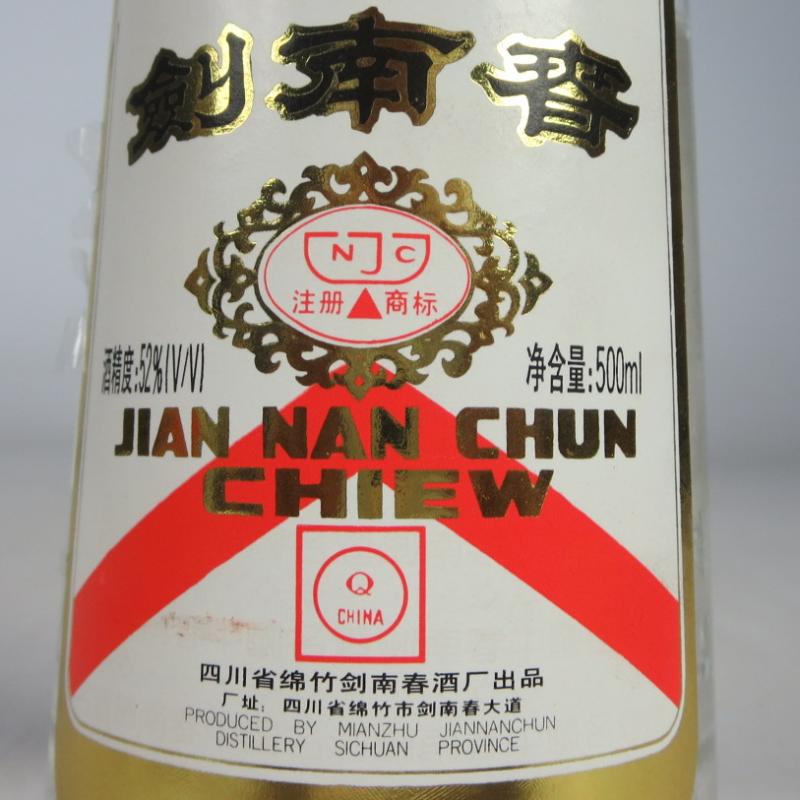 劍南春
NJC
注册 商标
酒精度:52%(V/V)
净含量:500ml
JIAN NAN CHUN
CHIEW
Q
CHINA
四川省绵竹剑南春酒厂出品
厂址: 四川省绵竹市剑南春大道
PRODUCED BY MIANZHU JIANNANCHUN
DISTILLERY SICHUAN PROVINCE